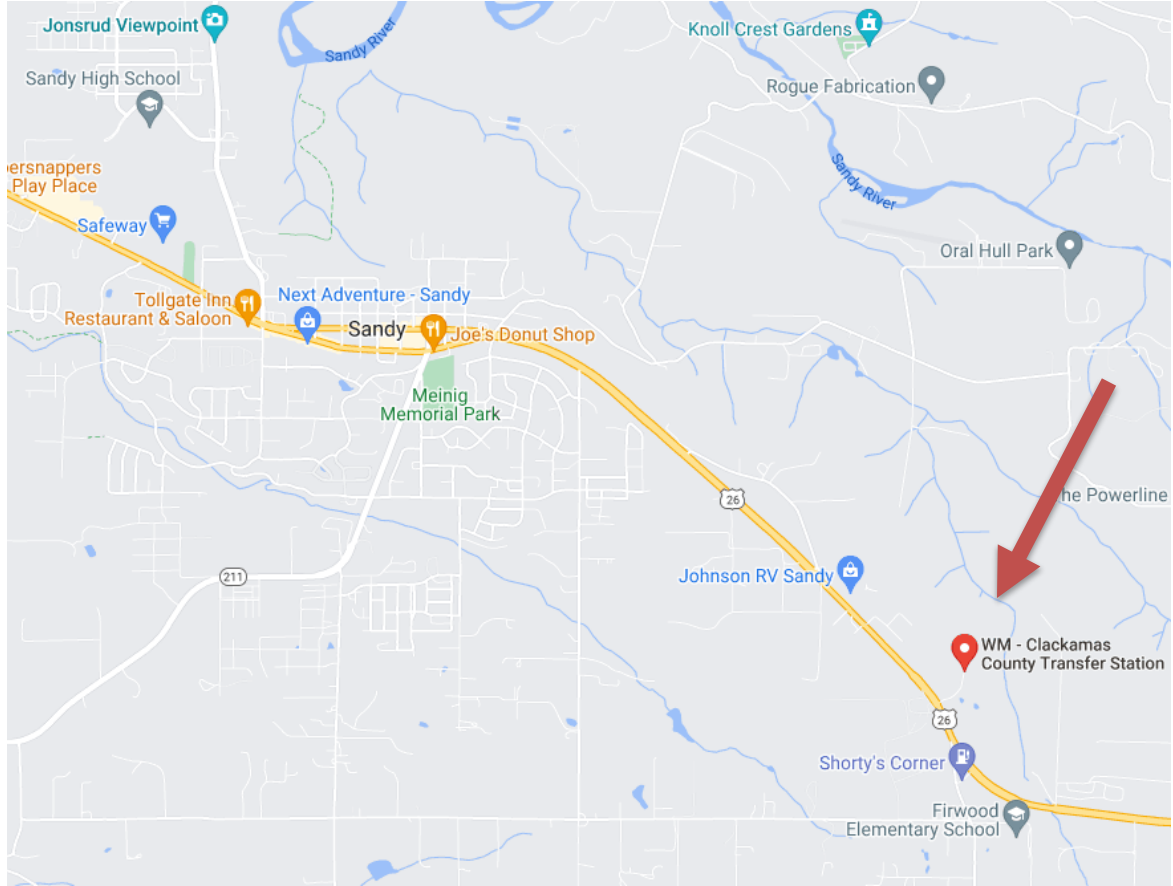 Jonsrud Viewpoint
Sandy River
Knoll Crest Gardens
Sandy High School
Rogue Fabrication
ersnappers
Play Place
Sandy River
Safeway
Oral Hull Park
Next Adventure - Sandy
Tollgate Inn
Restaurant & Saloon
Sandy
Joe's Donut Shop
Meinig
Memorial Park
26
he Powerline
211
Johnson RV Sandy
WM - Clackamas
County Transfer Station
26
Shorty's Corner
Firwood
Elementary School